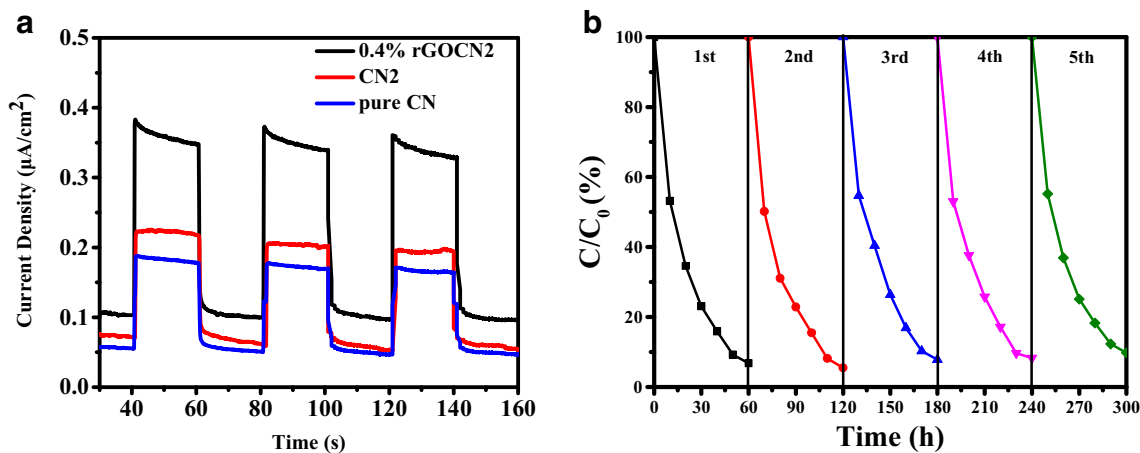 a
0.5
0.4
0.3
0.2
0.1
0.0
Current Density (µA/cm²)
0.4% rGOCN2
CN2
pure CN
40 60 80 100 120 140 160
Time (s)
b
100
80
60
40
20
0
C/C₀ (%)
1st 2nd 3rd 4th 5th
0 30 60 90 120 150 180 210 240 270 300
Time (h)